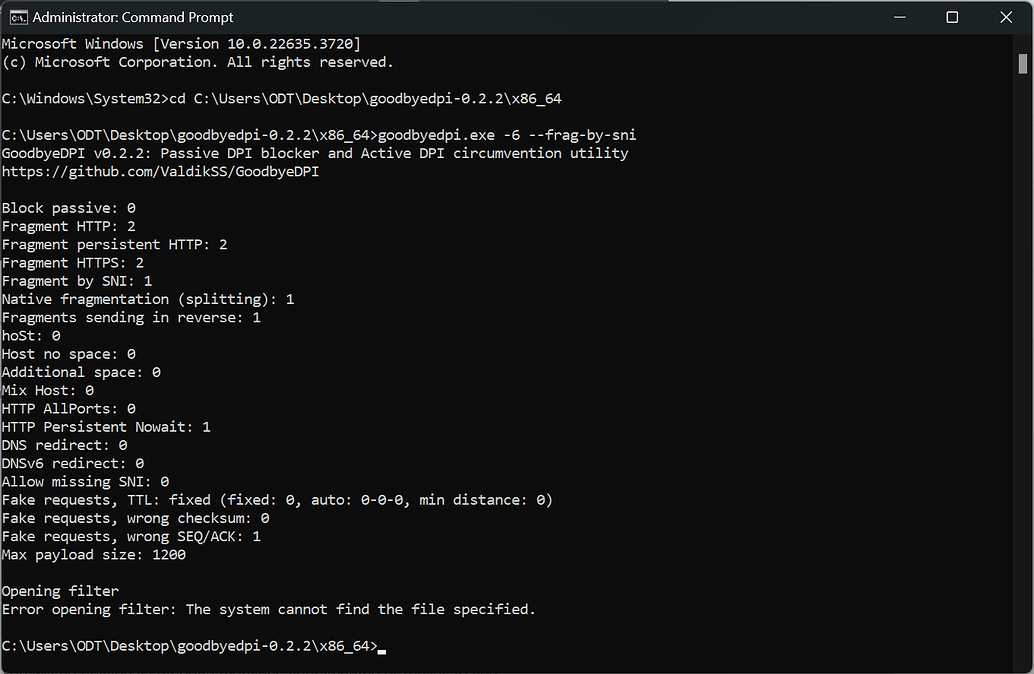 Administrator: Command Prompt
Microsoft Windows [Version 10.0.22635.3720]
(c) Microsoft Corporation. All rights reserved.
C:\Windows\System32>cd C:\Users\ODT\Desktop\goodbyedpi-0.2.2\x86_64
C:\Users\ODT\Desktop\goodbyedpi-0.2.2\x86_64>goodbyedpi.exe -6 --frag-by-sni
GoodbyeDPI v0.2.2: Passive DPI blocker and Active DPI circumvention utility
https://github.com/ValdikSS/GoodbyeDPI
Block passive: 0
Fragment HTTP: 2
Fragment persistent HTTP: 2
Fragment HTTPS: 2
Fragment by SNI: 1
Native fragmentation (splitting): 1
Fragments sending in reverse: 1
hoSt: 0
Host no space: 0
Additional space: 0
Mix Host: 0
HTTP AllPorts: 0
HTTP Persistent Nowait: 1
DNS redirect: 0
DNSv6 redirect: 0
Allow missing SNI: 0
Fake requests, TTL: fixed (fixed: 0, auto: 0-0-0, min distance: 0)
Fake requests, wrong checksum: 0
Fake requests, wrong SEQ/ACK: 1
Max payload size: 1200
Opening filter
Error opening filter: The system cannot find the file specified.
C:\Users\ODT\Desktop\goodbyedpi-0.2.2\x86_64>